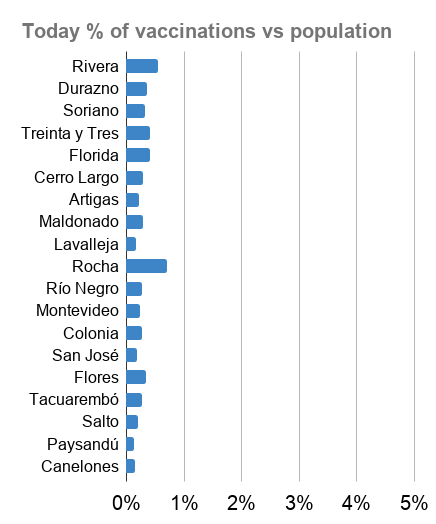 Today % of vaccinations vs population
Rivera
Durazno
Soriano
Treinta y Tres
Florida
Cerro Largo
Artigas
Maldonado
Lavalleja
Rocha
Río Negro
Montevideo
Colonia
San José
Flores
Tacuarembó
Salto
Paysandú
Canelones
0% 1% 2% 3% 4% 5%